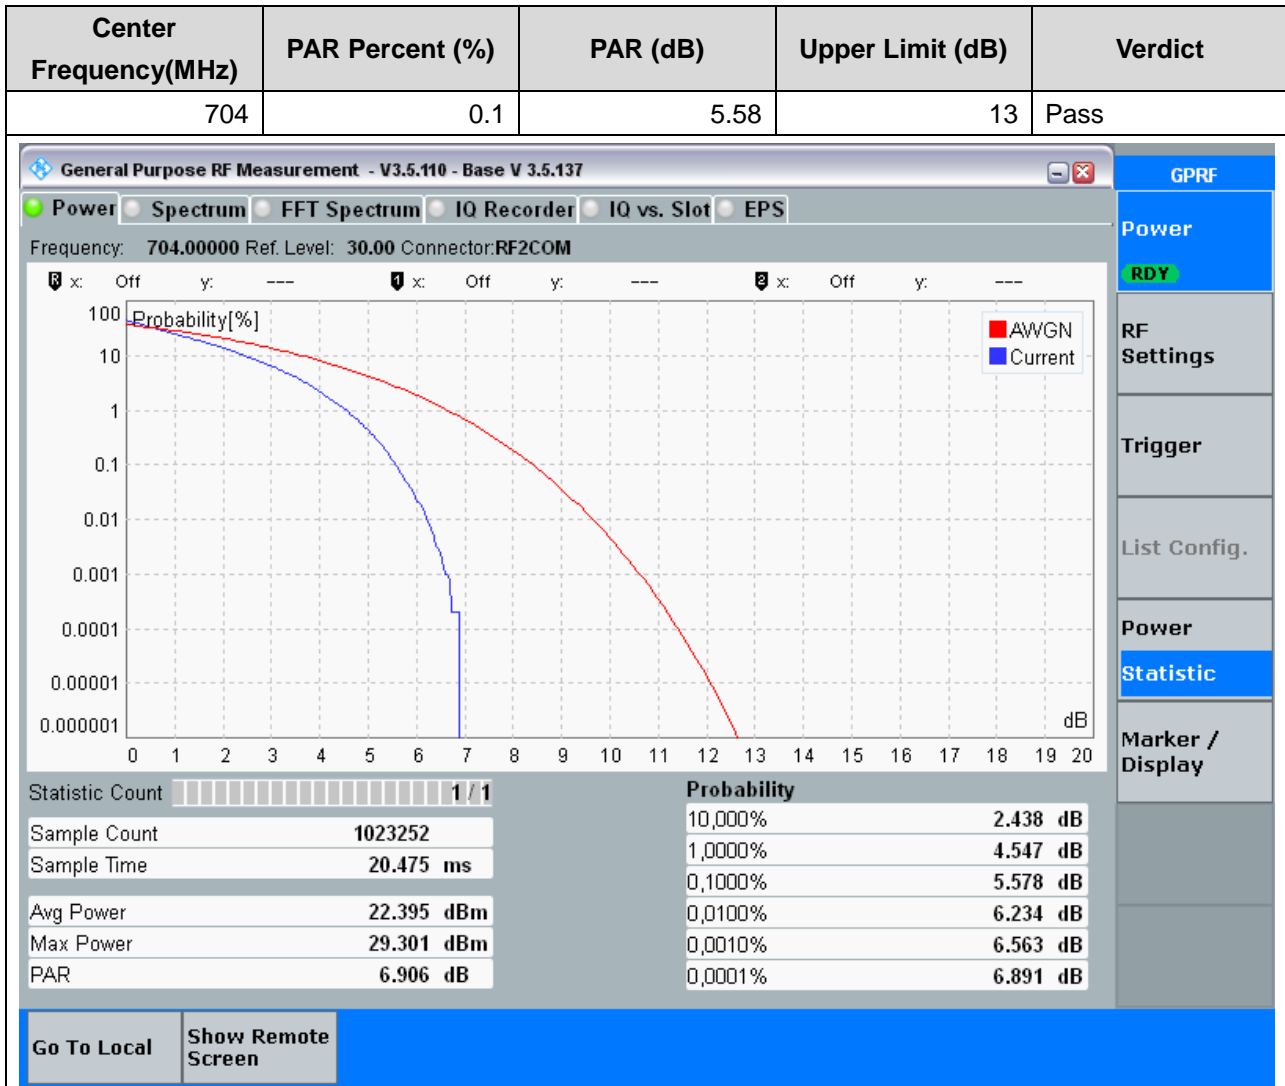 Center Frequency(MHz) PAR Percent (%) PAR (dB) Upper Limit (dB) Verdict
704 0.1 5.58 13 Pass
General Purpose RF Measurement - V3.5.110 - Base V 3.5.137
GPRF
Power Spectrum FFT Spectrum IQ Recorder IQ vs. Slot EPS
Frequency: 704.00000 Ref. Level: 30.00 Connector:RF2COM
R x: Off y: --- 1 x: Off y: --- 2 x: Off y: ---
Probability[%]
100
10
1
0.1
0.01
0.001
0.0001
0.00001
0.000001
AWGN
Current
dB
0 1 2 3 4 5 6 7 8 9 10 11 12 13 14 15 16 17 18 19 20
Statistic Count 1 / 1
Sample Count 1023252
Sample Time 20.475 ms
Avg Power 22.395 dBm
Max Power 29.301 dBm
PAR 6.906 dB
Probability
10,000% 2.438 dB
1,0000% 4.547 dB
0,1000% 5.578 dB
0,0100% 6.234 dB
0,0010% 6.563 dB
0,0001% 6.891 dB
Power
RDY
RF
Settings
Trigger
List Config.
Power
Statistic
Marker /
Display
Go To Local
Show Remote
Screen